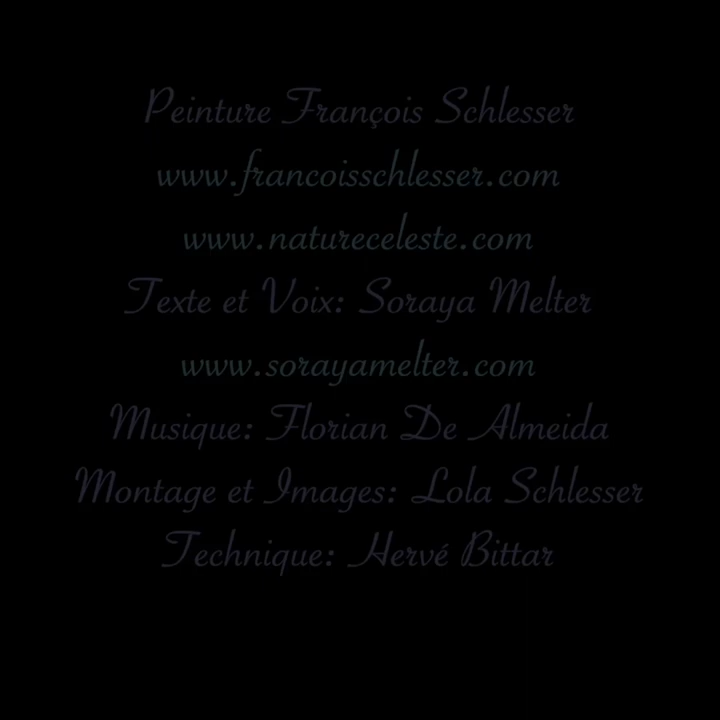 Peinture François Schlesser
www.francoisschlesser.com
www.natureceleste.com
Texte et Voix: Soraya Melter
www.sorayamelter.com
Musique: Florian De Almeida
Montage et Images: Lola Schlesser
Technique: Hervé Bittar